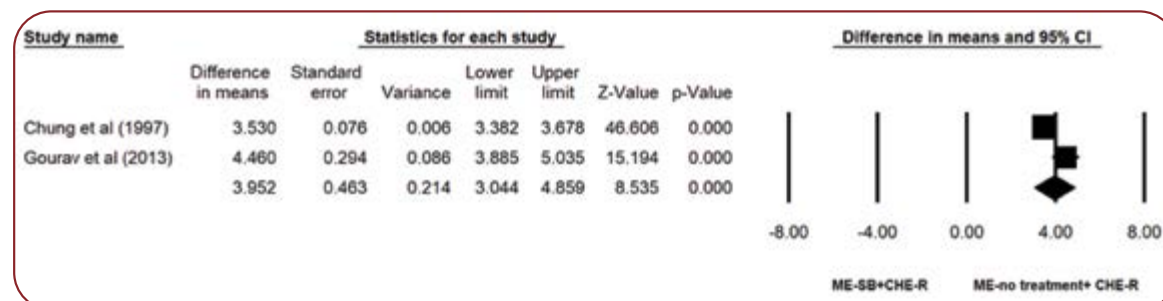 Study name Statistics for each study Difference in means and 95% CI
Difference in means Standard error Variance Lower limit Upper limit Z-Value p-Value
Chung et al (1997) 3.530 0.076 0.006 3.382 3.678 46.606 0.000
Gourav et al (2013) 4.460 0.294 0.086 3.885 5.035 15.194 0.000
3.952 0.463 0.214 3.044 4.859 8.535 0.000
-8.00 -4.00 0.00 4.00 8.00
ME-SB+CHE-R ME-no treatment+ CHE-R